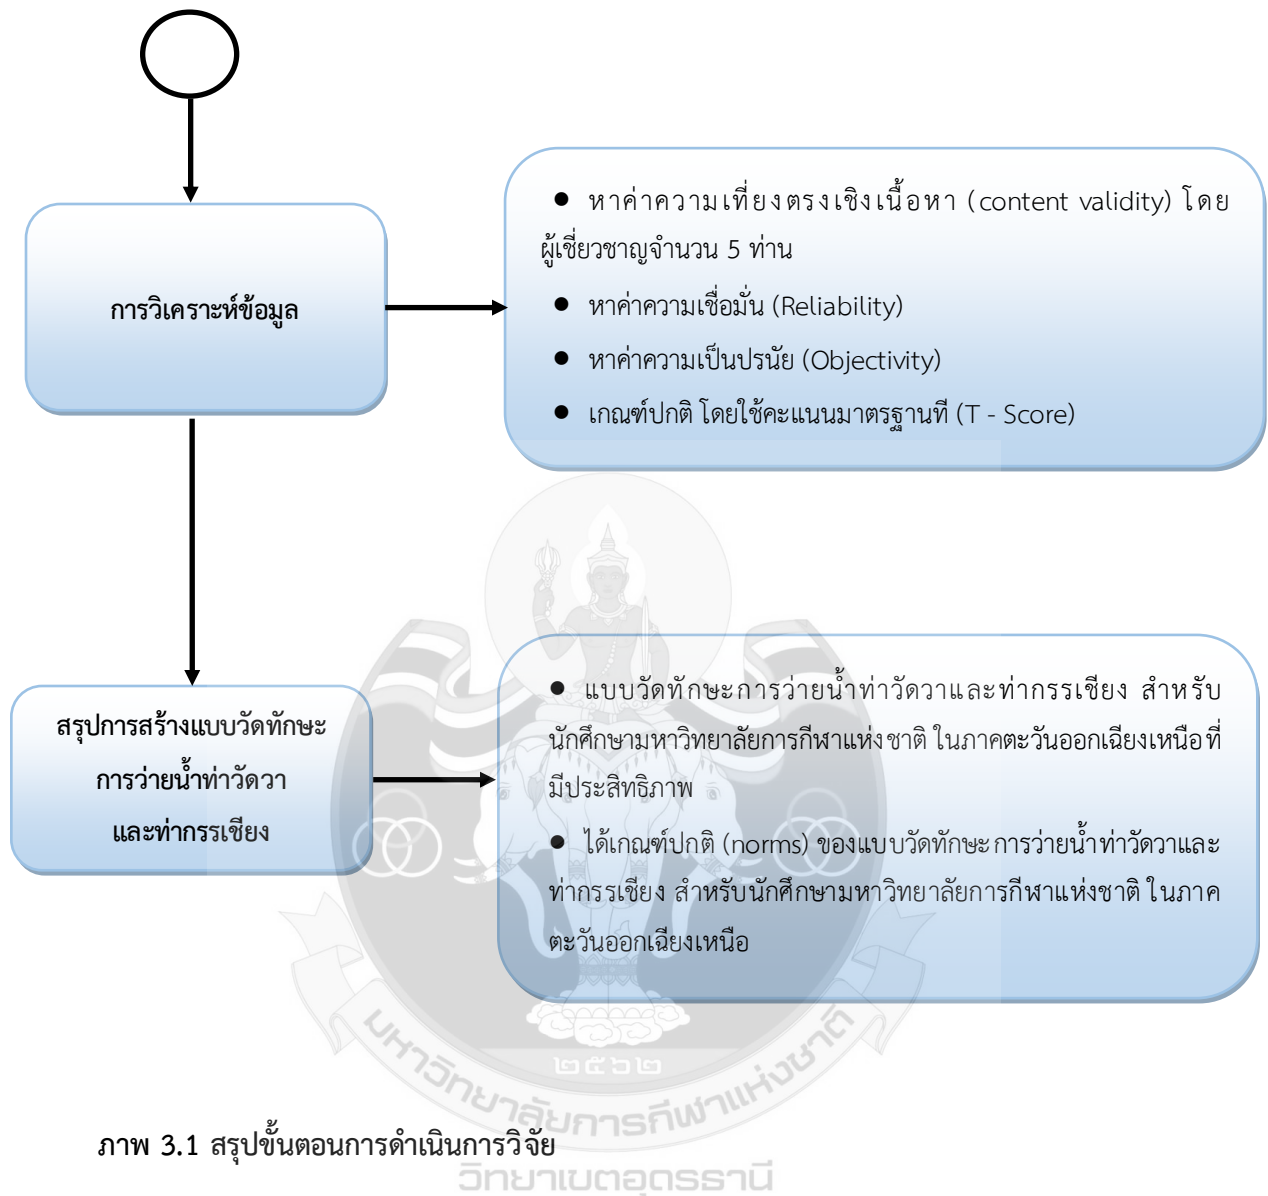 ● หาค่าความเที่ยงตรงเชิงเนื้อหา (content validity) โดย
ผู้เชี่ยวชาญจำนวน 5 ท่าน
● หาค่าความเชื่อมั่น (Reliability)
● หาค่าความเป็นปรนัย (Objectivity)
● เกณฑ์ปกติ โดยใช้คะแนนมาตรฐานที (T - Score)
การวิเคราะห์ข้อมูล
สรุปการสร้างแบบวัดทักษะ
การว่ายน้ำท่าวัดวา
และท่ากรรเชียง
● แบบวัดทักษะการว่ายน้ำท่าวัดวาและท่ากรรเชียง สำหรับ
นักศึกษามหาวิทยาลัยการกีฬาแห่งชาติ ในภาคตะวันออกเฉียงเหนือที่
มีประสิทธิภาพ
● ได้เกณฑ์ปกติ (norms) ของแบบวัดทักษะการว่ายน้ำท่าวัดวาและ
ท่ากรรเชียง สำหรับนักศึกษามหาวิทยาลัยการกีฬาแห่งชาติ ในภาค
ตะวันออกเฉียงเหนือ
๒๕๖๒
มหาวิทยาลัยการกีฬาแห่งชาติ
ภาพ 3.1 สรุปขั้นตอนการดำเนินการวิจัย
วิทยาเขตอุดรธานี